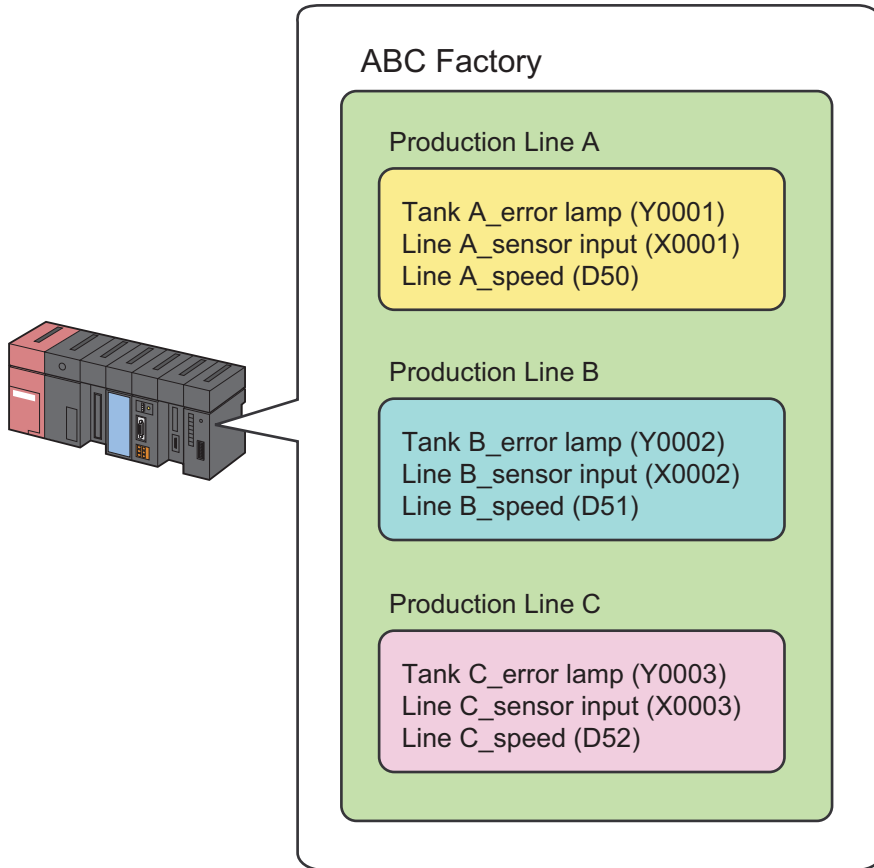 ABC Factory
Production Line A
Tank A_error lamp (Y0001)
Line A_sensor input (X0001)
Line A_speed (D50)
Production Line B
Tank B_error lamp (Y0002)
Line B_sensor input (X0002)
Line B_speed (D51)
Production Line C
Tank C_error lamp (Y0003)
Line C_sensor input (X0003)
Line C_speed (D52)